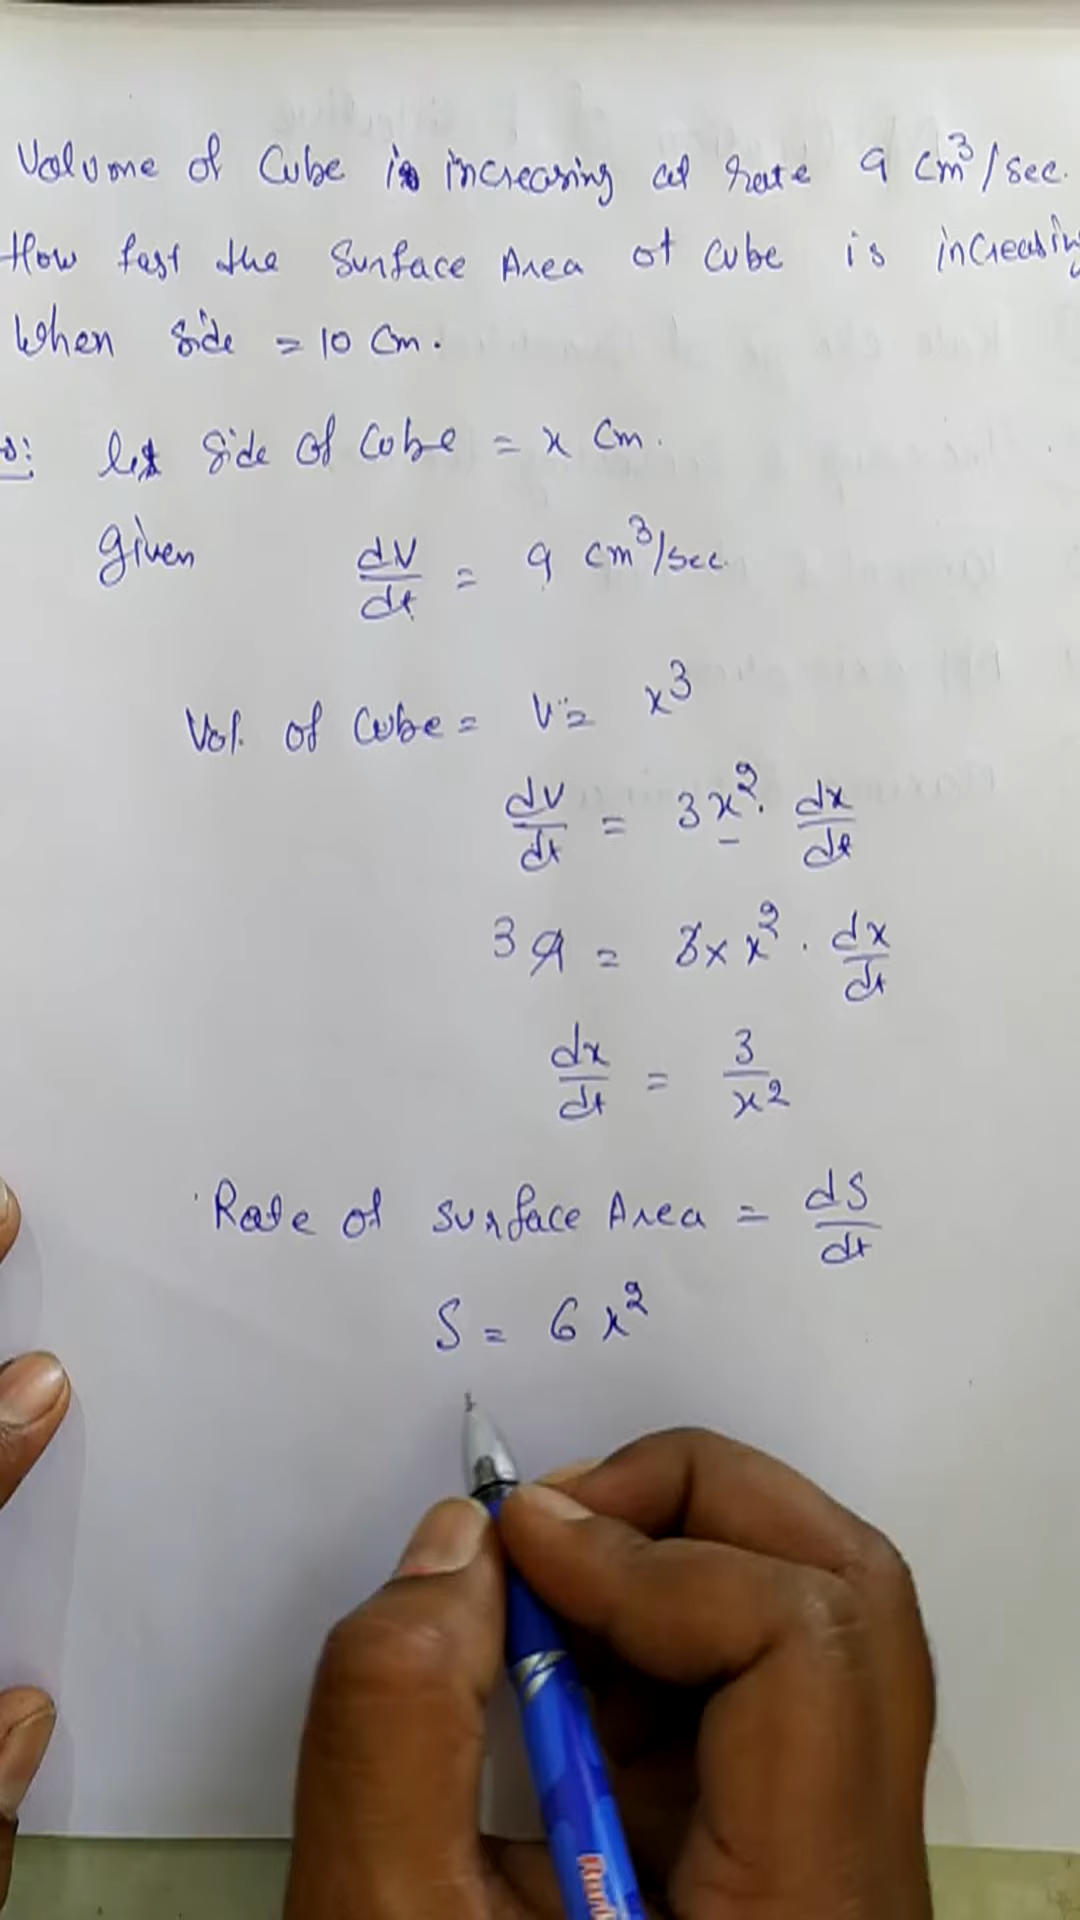 Volume of Cube is increasing at rate 9 cm³/sec.
How fast the Surface Area of Cube is increasing
When side = 10 Cm.
let side of Cube = x Cm.
given dV/dt = 9 cm³/sec.
Vol. of Cube = V = x³
dv/dt = 3x². dx/dt
3 9 = 3 × x² . dx/dt
dx/dt = 3/x²
Rate of surface Area = dS/dt
S = 6x²